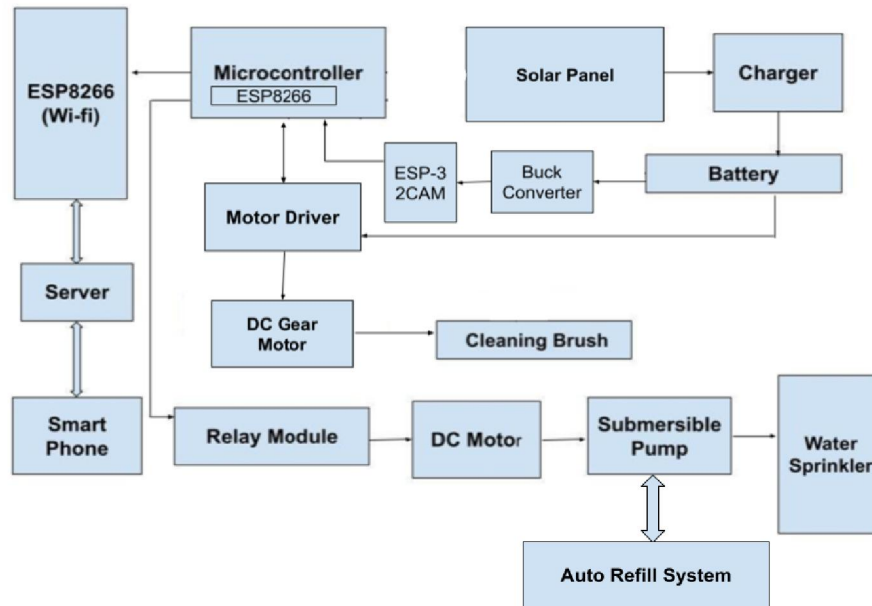 ESP8266
(Wi-fi)
Microcontroller
ESP8266
Solar Panel
Charger
ESP-3
2CAM
Buck
Converter
Battery
Motor Driver
Server
DC Gear
Motor
Cleaning Brush
Smart
Phone
Relay Module
DC Motor
Submersible
Pump
Water
Sprinkler
Auto Refill System